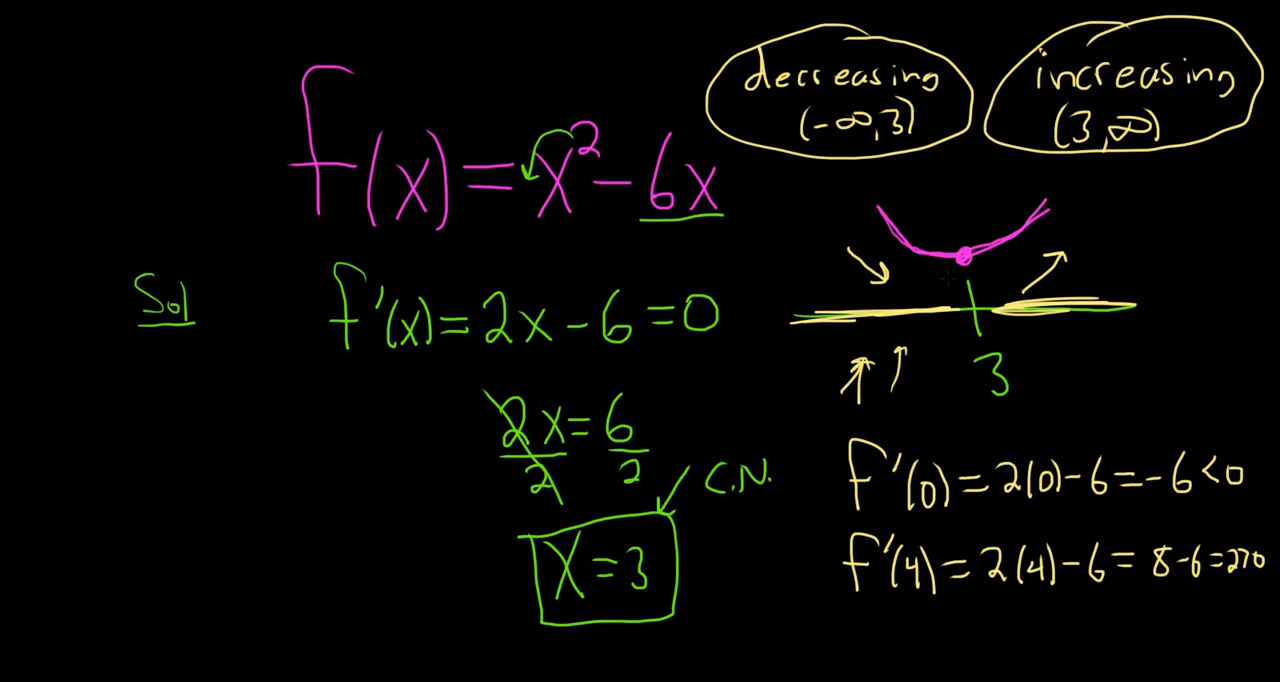 decreasing
(-∞,3)
increasing
(3,∞)
f(x)=x²-6x
Sol
f'(x)=2x-6=0
2x=6
2 2
C.N.
x=3
3
f'(0)=2(0)-6=-6<0
f'(4)=2(4)-6=8-6=2>0